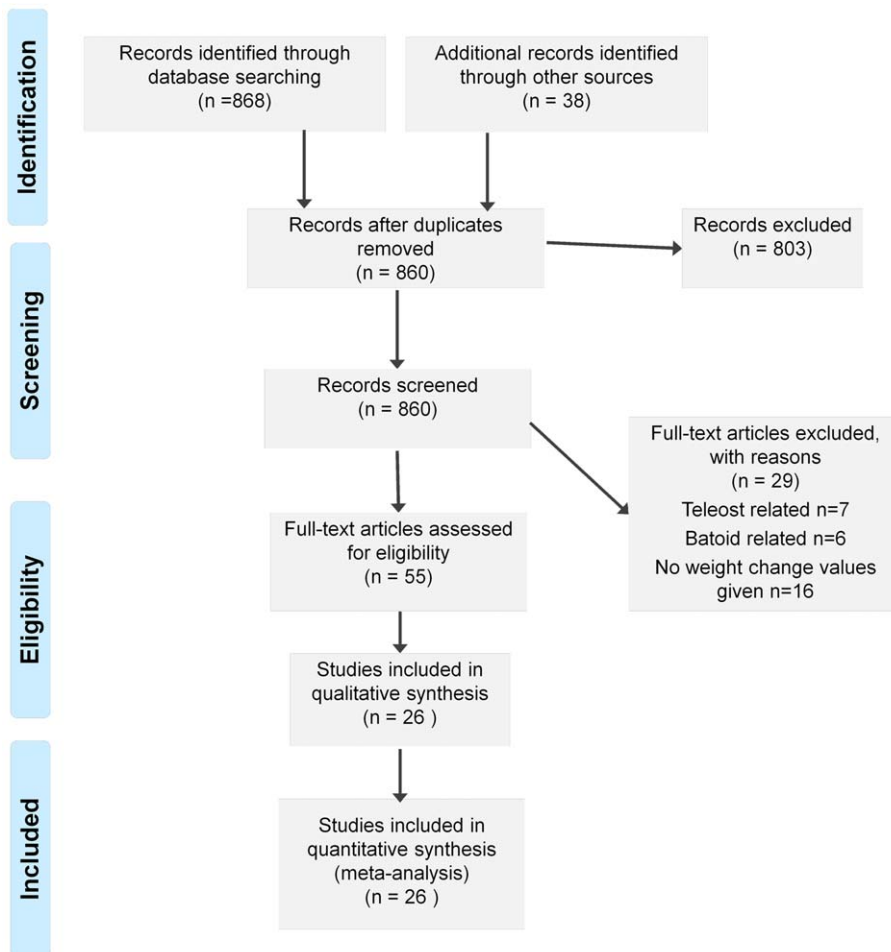 Identification
Records identified through
database searching
(n =868)
Additional records identified
through other sources
(n = 38)
Records after duplicates
removed
(n = 860)
Records excluded
(n = 803)
Screening
Records screened
(n = 860)
Full-text articles excluded,
with reasons
(n = 29)
Teleost related n=7
Batoid related n=6
No weight change values
given n=16
Eligibility
Full-text articles assessed
for eligibility
(n = 55)
Studies included in
qualitative synthesis
(n = 26 )
Included
Studies included in
quantitative synthesis
(meta-analysis)
(n = 26 )